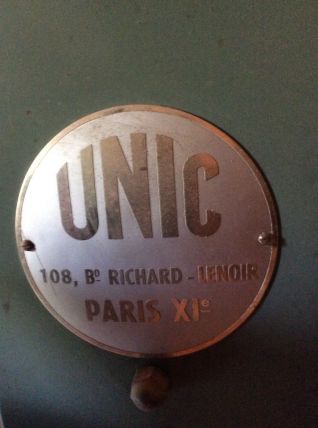 UNIC
108, Bᴰ RICHARD-LENOIR
PARIS XIᵉ